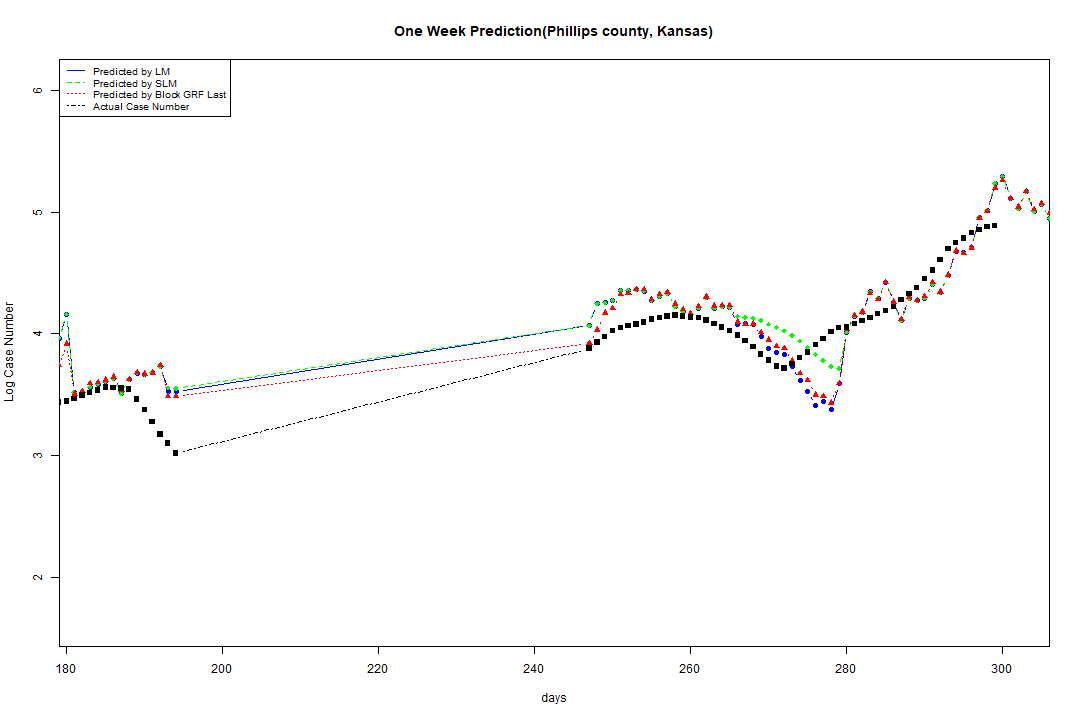 One Week Prediction(Phillips county, Kansas)
Predicted by LM
Predicted by SLM
Predicted by Block GRF Last
Actual Case Number
6
5
4
3
2
Log Case Number
180 200 220 240 260 280 300
days